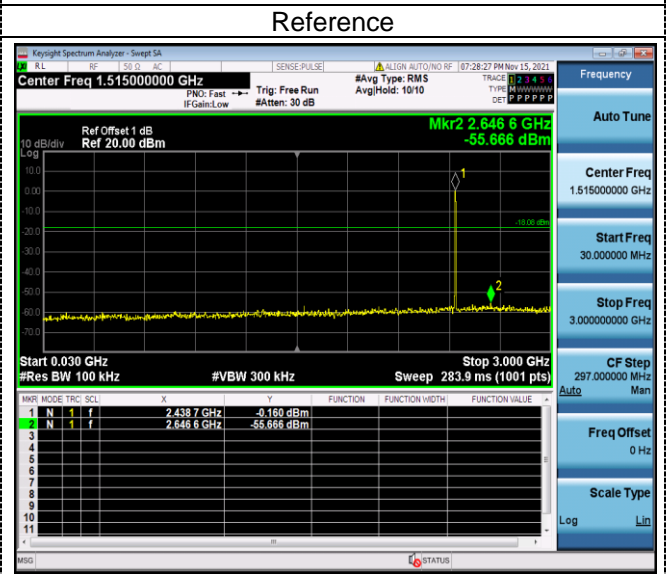 Reference
Keysight Spectrum Analyzer - Swept SA
RL RF 50 Ω AC SENSE:PULSE ALIGN AUTO/NO RF 07:28:27 PM Nov 15, 2021
Center Freq 1.515000000 GHz
PNO: Fast
IFGain:Low
Trig: Free Run
#Atten: 30 dB
#Avg Type: RMS
Avg|Hold: 10/10
TRACE 1 2 3 4 5 6
TYPE M WWWWW
DET P P P P P P
Frequency
Auto Tune
Center Freq
1.515000000 GHz
Start Freq
30.000000 MHz
Stop Freq
3.000000000 GHz
CF Step
297.000000 MHz
Auto Man
Freq Offset
0 Hz
Scale Type
Log Lin
Mkr2 2.646 6 GHz
-55.666 dBm
Ref Offset 1 dB
10 dB/div Ref 20.00 dBm
Log
10.0
0.00
-10.0
-20.0
-30.0
-40.0
-50.0
-60.0
-70.0
1
2
Start 0.030 GHz Stop 3.000 GHz
#Res BW 100 kHz #VBW 300 kHz Sweep 283.9 ms (1001 pts)
MKR MODE TRC SCL X Y FUNCTION FUNCTION WIDTH FUNCTION VALUE
1 N 1 f 2.438 7 GHz -0.160 dBm
2 N 1 f 2.646 6 GHz -55.666 dBm
3
4
5
6
7
8
9
10
11
MSG STATUS